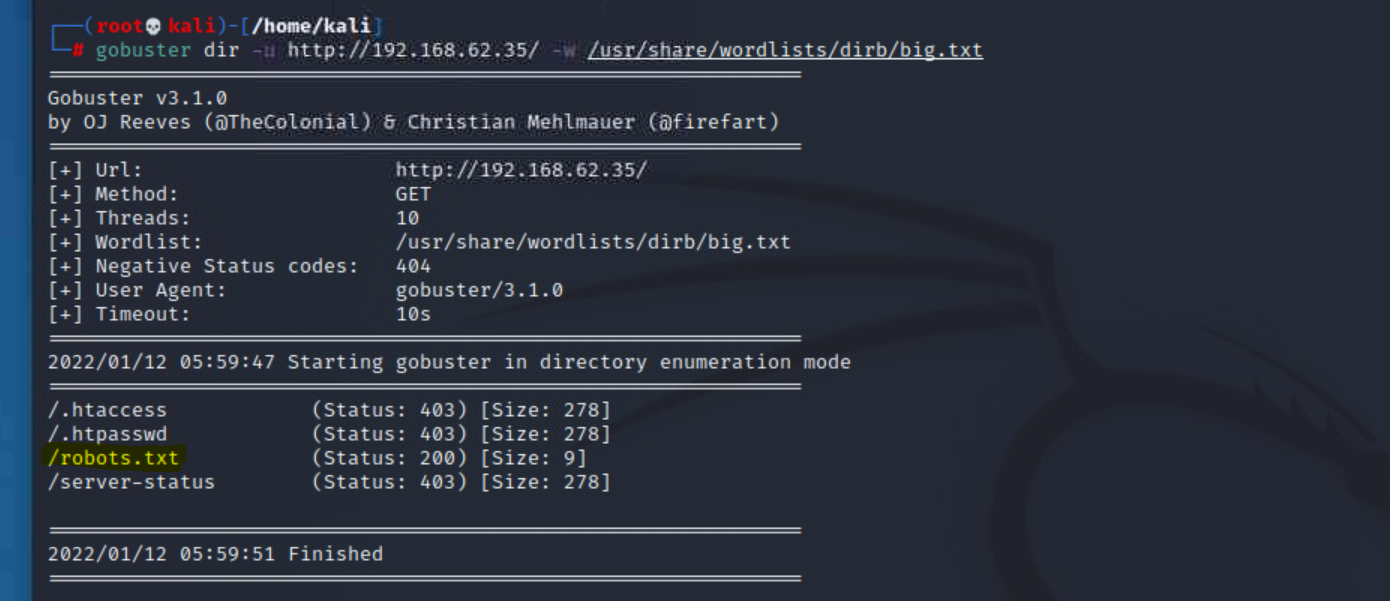 (root💀kali)-[/home/kali]
# gobuster dir -u http://192.168.62.35/ -w /usr/share/wordlists/dirb/big.txt
Gobuster v3.1.0
by OJ Reeves (@TheColonial) & Christian Mehlmauer (@firefart)
[+] Url: http://192.168.62.35/
[+] Method: GET
[+] Threads: 10
[+] Wordlist: /usr/share/wordlists/dirb/big.txt
[+] Negative Status codes: 404
[+] User Agent: gobuster/3.1.0
[+] Timeout: 10s
2022/01/12 05:59:47 Starting gobuster in directory enumeration mode
/.htaccess (Status: 403) [Size: 278]
/.htpasswd (Status: 403) [Size: 278]
/robots.txt (Status: 200) [Size: 9]
/server-status (Status: 403) [Size: 278]
2022/01/12 05:59:51 Finished